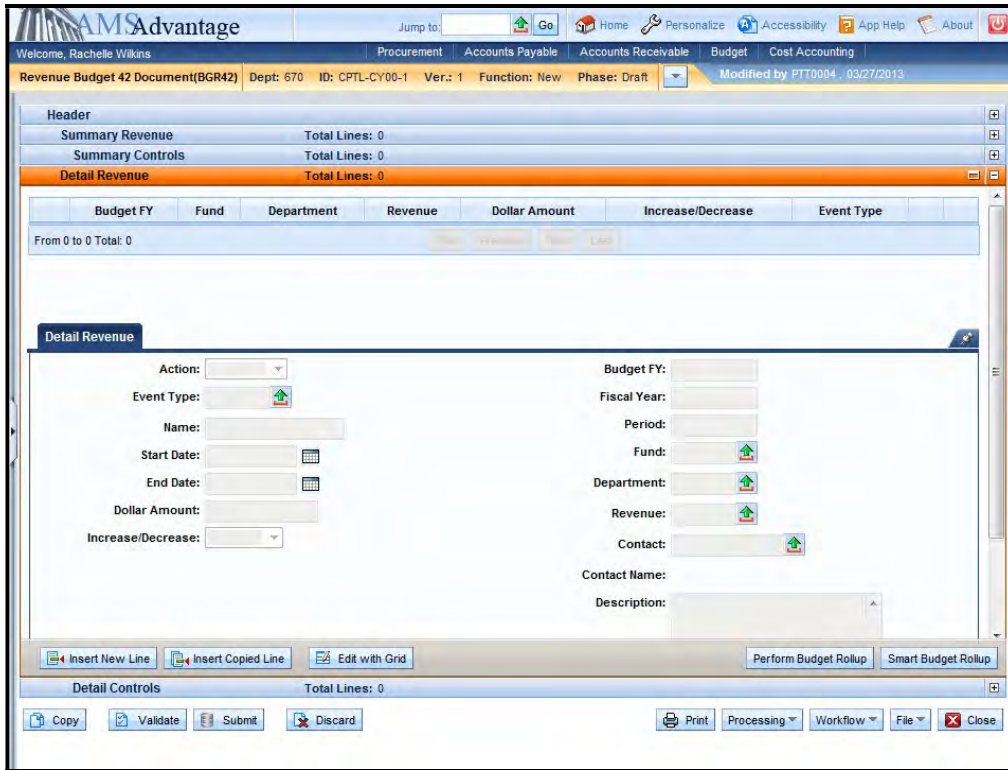 AMS Advantage
Jump to: Go Home Personalize Accessibility App Help About
Welcome, Rachelle Wilkins
Procurement Accounts Payable Accounts Receivable Budget Cost Accounting
Revenue Budget 42 Document(BGR42) Dept: 670 ID: CPTL-CY00-1 Ver.: 1 Function: New Phase: Draft Modified by PTT0004 , 03/27/2013
Header
Summary Revenue Total Lines: 0
Summary Controls Total Lines: 0
Detail Revenue Total Lines: 0
Budget FY Fund Department Revenue Dollar Amount Increase/Decrease Event Type
From 0 to 0 Total: 0 Previous Last
Detail Revenue
Action:
Event Type:
Name:
Start Date:
End Date:
Dollar Amount:
Increase/Decrease:
Budget FY:
Fiscal Year:
Period:
Fund:
Department:
Revenue:
Contact:
Contact Name:
Description:
Insert New Line Insert Copied Line Edit with Grid Perform Budget Rollup Smart Budget Rollup
Detail Controls Total Lines: 0
Copy Validate Submit Discard Print Processing Workflow File Close